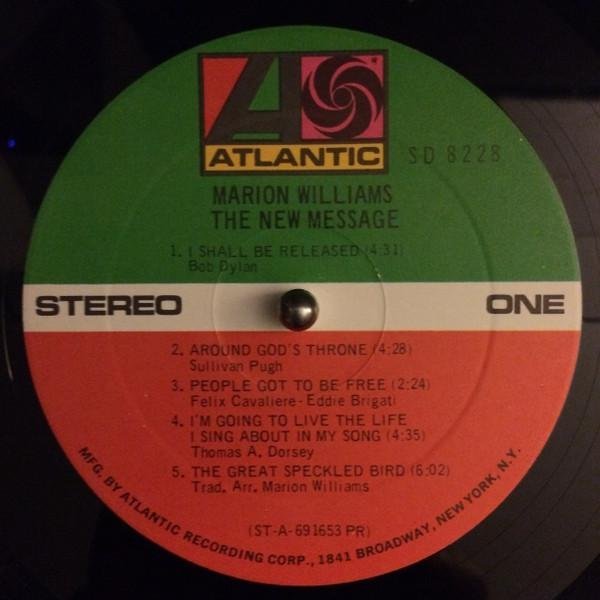 ATLANTIC
SD 8228
MARION WILLIAMS
THE NEW MESSAGE
1. I SHALL BE RELEASED (4:31)
Bob Dylan
STEREO
ONE
2. AROUND GOD'S THRONE (4:28)
Sullivan Pugh
3. PEOPLE GOT TO BE FREE (2:24)
Felix Cavaliere - Eddie Brigati
4. I'M GOING TO LIVE THE LIFE
I SING ABOUT IN MY SONG (4:35)
Thomas A. Dorsey
5. THE GREAT SPECKLED BIRD (6:02)
Trad. Arr. Marion Williams
(ST-A-691653 PR)
MFG. BY ATLANTIC RECORDING CORP., 1841 BROADWAY, NEW YORK, N.Y.